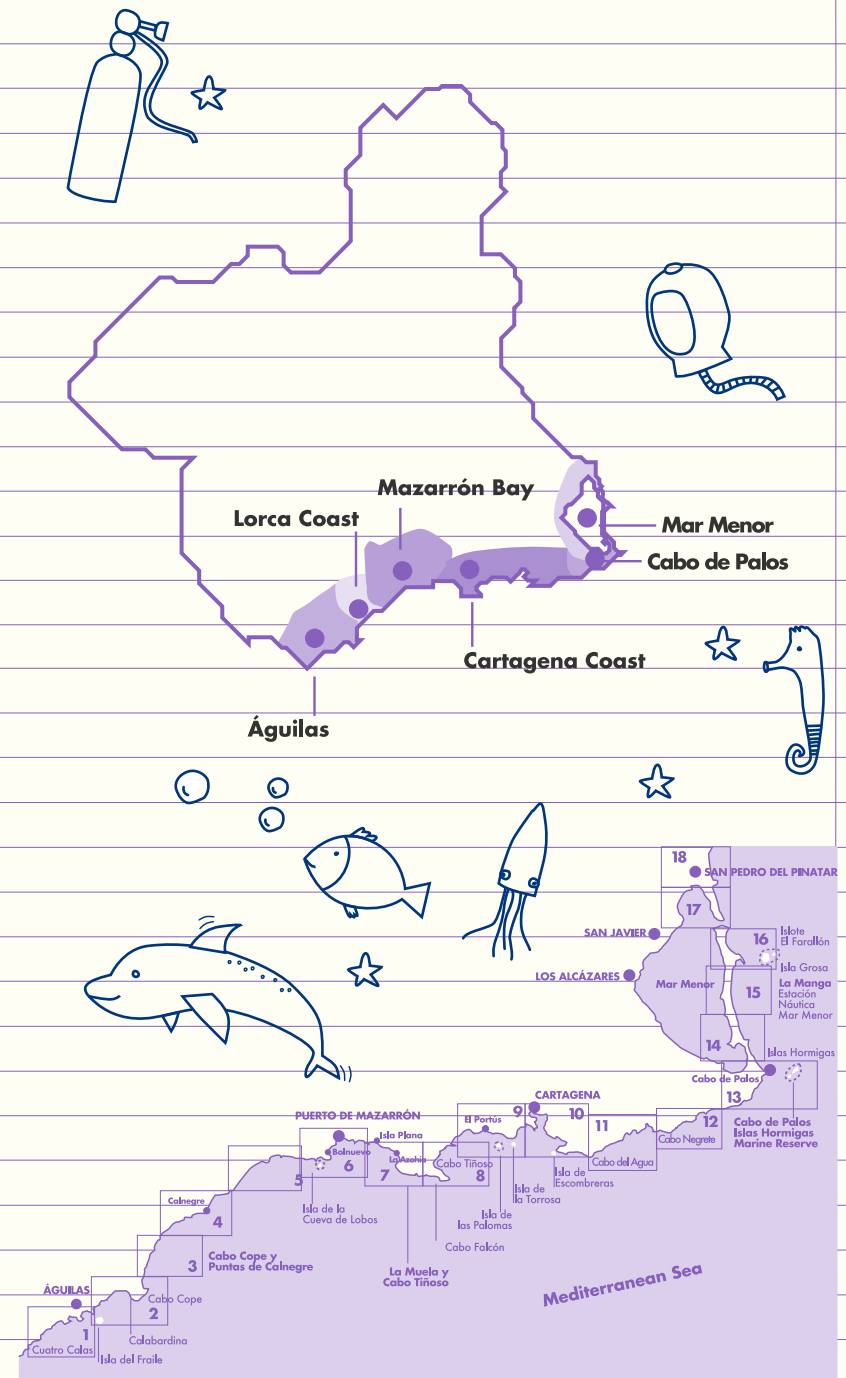 Mazarrón Bay
Lorca Coast
Mar Menor
Cabo de Palos
Cartagena Coast
Águilas
18
SAN PEDRO DEL PINATAR
17
SAN JAVIER
16
Islote
El Farallón
Isla Grosa
LOS ALCÁZARES
Mar Menor
15
La Manga
Estación
Náutica
Mar Menor
14
Islas Hormigas
Cabo de Palos
13
CARTAGENA
9
10
11
12
Cabo de Palos
Islas Hormigas
Marine Reserve
PUERTO DE MAZARRÓN
El Portús
Isla Plana
Cabo Negrete
Bolnuevo
La Azohía
Cabo Tiñoso
Cabo del Agua
5
6
7
8
Isla de
Escombreras
Isla de
la Torrosa
Calnegre
4
Isla de la
Cueva de Lobos
Isla de
las Palomas
Cabo Falcón
3
Cabo Cope y
Puntas de Calnegre
La Muela y
Cabo Tiñoso
Mediterranean Sea
ÁGUILAS
Cabo Cope
2
1
Calabardina
Cuatro Calas
Isla del Fraile